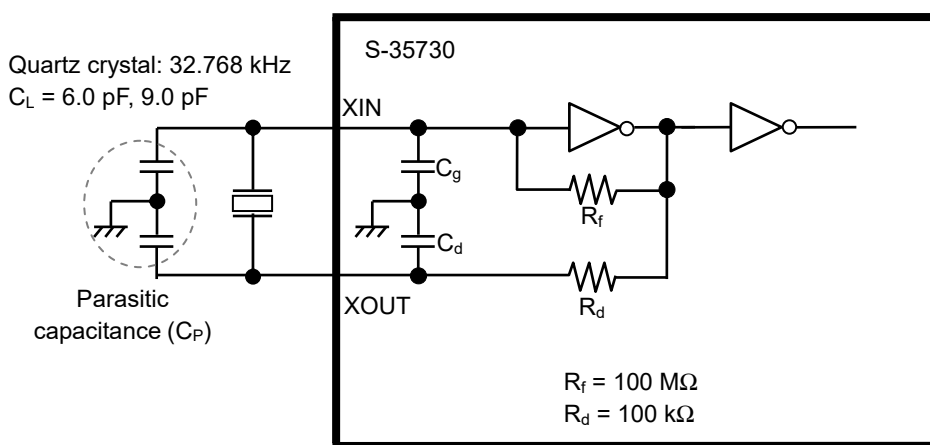 S-35730
Quartz crystal: 32.768 kHz
CL = 6.0 pF, 9.0 pF
XIN
Cg
Rf
Cd
XOUT
Rd
Parasitic
capacitance (CP)
Rf = 100 MΩ
Rd = 100 kΩ